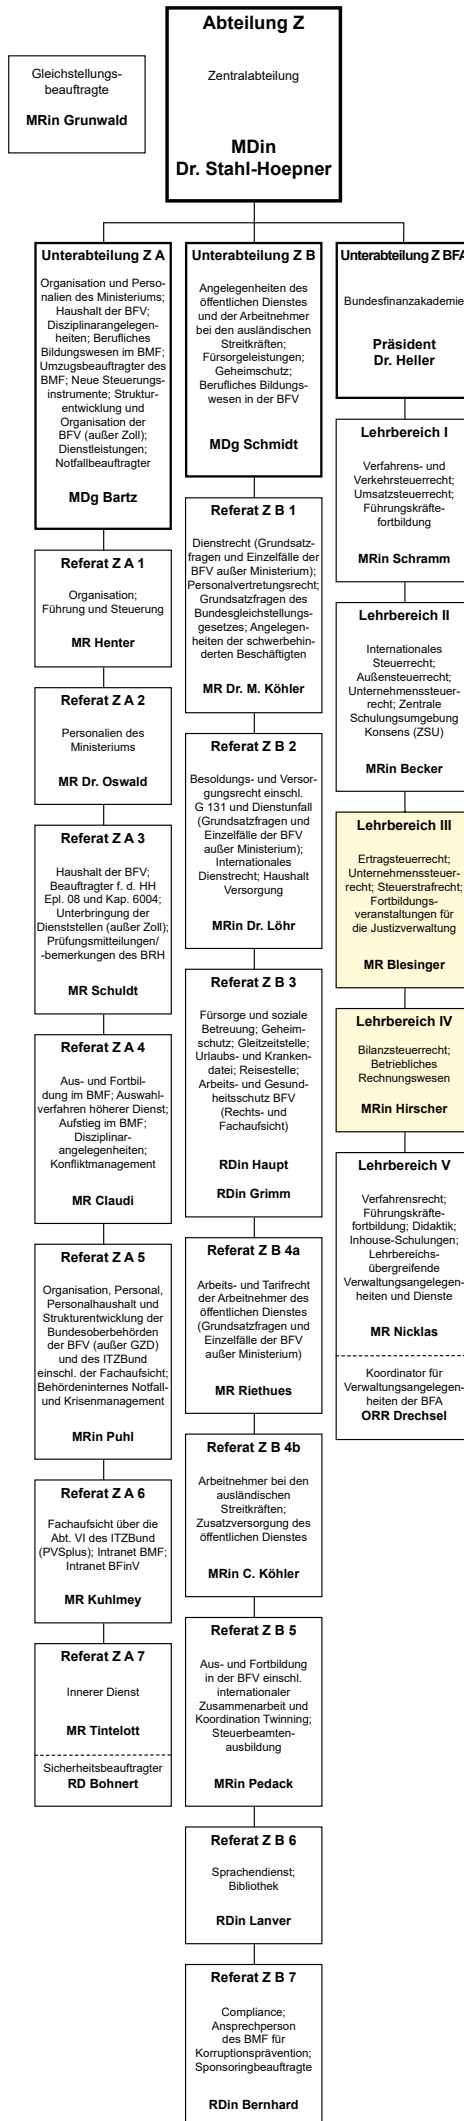 Abteilung Z
Zentralabteilung
MDin
Dr. Stahl-Hoepner
Gleichstellungs-
beauftragte
MRin Grunwald
Unterabteilung Z A
Organisation und Perso-
nalien des Ministeriums;
Haushalt der BFV;
Disziplinarangelegen-
heiten; Berufliches
Bildungswesen im BMF;
Umzugsbeauftragter des
BMF; Neue Steuerungs-
instrumente; Struktur-
entwicklung und
Organisation der
BFV (außer Zoll);
Dienstleistungen;
Notfallbeauftragter
MDg Bartz
Referat Z A 1
Organisation;
Führung und Steuerung
MR Henter
Referat Z A 2
Personalien des
Ministeriums
MR Dr. Oswald
Referat Z A 3
Haushalt der BFV;
Beauftragter f. d. HH
Epl. 08 und Kap. 6004;
Unterbringung der
Dienststellen (außer Zoll);
Prüfungsmitteilungen/
-bemerkungen des BRH
MR Schuldt
Referat Z A 4
Aus- und Fortbil-
dung im BMF; Auswahl-
verfahren höherer Dienst;
Aufstieg im BMF;
Disziplinar-
angelegenheiten;
Konfliktmanagement
MR Claudi
Referat Z A 5
Organisation, Personal,
Personalhaushalt und
Strukturentwicklung der
Bundesoberbehörden
der BFV (außer GZD)
und des ITZBund
einschl. der Fachaufsicht;
Behördeninternes Notfall-
und Krisenmanagement
MRin Puhl
Referat Z A 6
Fachaufsicht über die
Abt. VI des ITZBund
(PVSplus); Intranet BMF;
Intranet BFinV
MR Kuhlmey
Referat Z A 7
Innerer Dienst
MR Tintelott
Sicherheitsbeauftragter
RD Bohnert
Unterabteilung Z B
Angelegenheiten des
öffentlichen Dienstes
und der Arbeitnehmer
bei den ausländischen
Streitkräften;
Fürsorgeleistungen;
Geheimschutz;
Berufliches Bildungs-
wesen in der BFV
MDg Schmidt
Referat Z B 1
Dienstrecht (Grundsatz-
fragen und Einzelfälle der
BFV außer Ministerium);
Personalvertretungsrecht;
Grundsatzfragen des
Bundesgleichstellungs-
gesetzes; Angelegen-
heiten der schwerbehin-
derten Beschäftigten
MR Dr. M. Köhler
Referat Z B 2
Besoldungs- und Versor-
gungsrecht einschl.
G 131 und Dienstunfall
(Grundsatzfragen und
Einzelfälle der BFV
außer Ministerium);
Internationales
Dienstrecht; Haushalt
Versorgung
MRin Dr. Löhr
Referat Z B 3
Fürsorge und soziale
Betreuung; Geheim-
schutz; Gleitzeitstelle;
Urlaubs- und Kranken-
datei; Reisestelle;
Arbeits- und Gesund-
heitsschutz BFV
(Rechts- und
Fachaufsicht)
RDin Haupt
RDin Grimm
Referat Z B 4a
Arbeits- und Tarifrecht
der Arbeitnehmer des
öffentlichen Dienstes
(Grundsatzfragen und
Einzelfälle der BFV
außer Ministerium)
MR Riethues
Referat Z B 4b
Arbeitnehmer bei den
ausländischen
Streitkräften;
Zusatzversorgung des
öffentlichen Dienstes
MRin C. Köhler
Referat Z B 5
Aus- und Fortbildung
in der BFV einschl.
internationaler
Zusammenarbeit und
Koordination Twinning;
Steuerbeamten-
ausbildung
MRin Pedack
Referat Z B 6
Sprachendienst;
Bibliothek
RDin Lanver
Referat Z B 7
Compliance;
Ansprechperson
des BMF für
Korruptionsprävention;
Sponsoringbeauftragte
RDin Bernhard
Unterabteilung Z BFA
Bundesfinanzakademie
Präsident
Dr. Heller
Lehrbereich I
Verfahrens- und
Verkehrsteuerrecht;
Umsatzsteuerrecht;
Führungskräfte-
fortbildung
MRin Schramm
Lehrbereich II
Internationales
Steuerrecht;
Außensteuerrecht;
Unternehmenssteuer-
recht; Zentrale
Schulungsumgebung
Konsens (ZSU)
MRin Becker
Lehrbereich III
Ertragsteuerrecht;
Unternehmenssteuer-
recht; Steuerstrafrecht;
Fortbildungs-
veranstaltungen für
die Justizverwaltung
MR Blesinger
Lehrbereich IV
Bilanzsteuerrecht;
Betriebliches
Rechnungswesen
MRin Hirscher
Lehrbereich V
Verfahrensrecht;
Führungskräfte-
fortbildung; Didaktik;
Inhouse-Schulungen;
Lehrbereichs-
übergreifende
Verwaltungsangelegen-
heiten und Dienste
MR Nicklas
Koordinator für
Verwaltungsangelegen-
heiten der BFA
ORR Drechsel